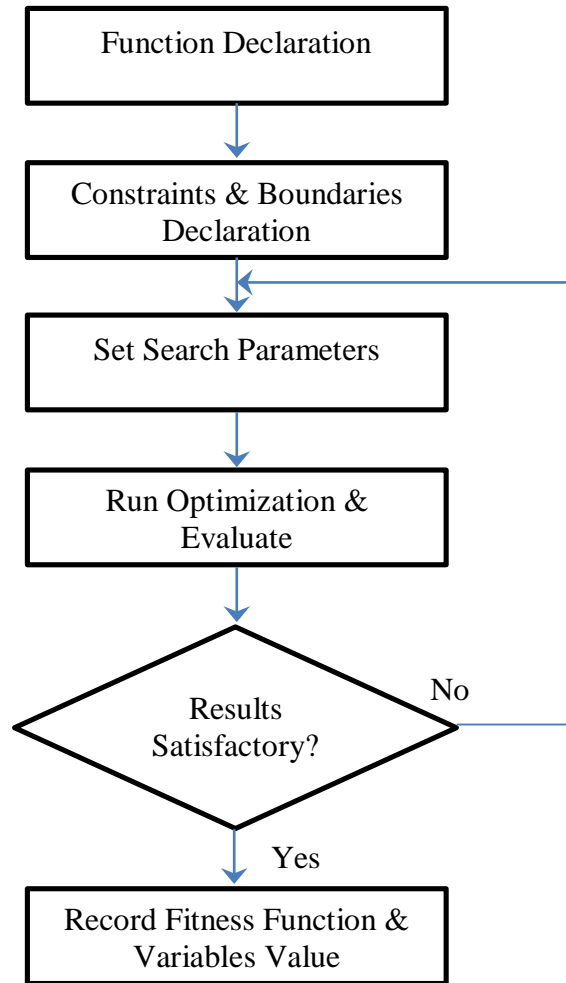 Function Declaration
Constraints & Boundaries
Declaration
Set Search Parameters
Run Optimization &
Evaluate
Results
Satisfactory?
No
Yes
Record Fitness Function &
Variables Value